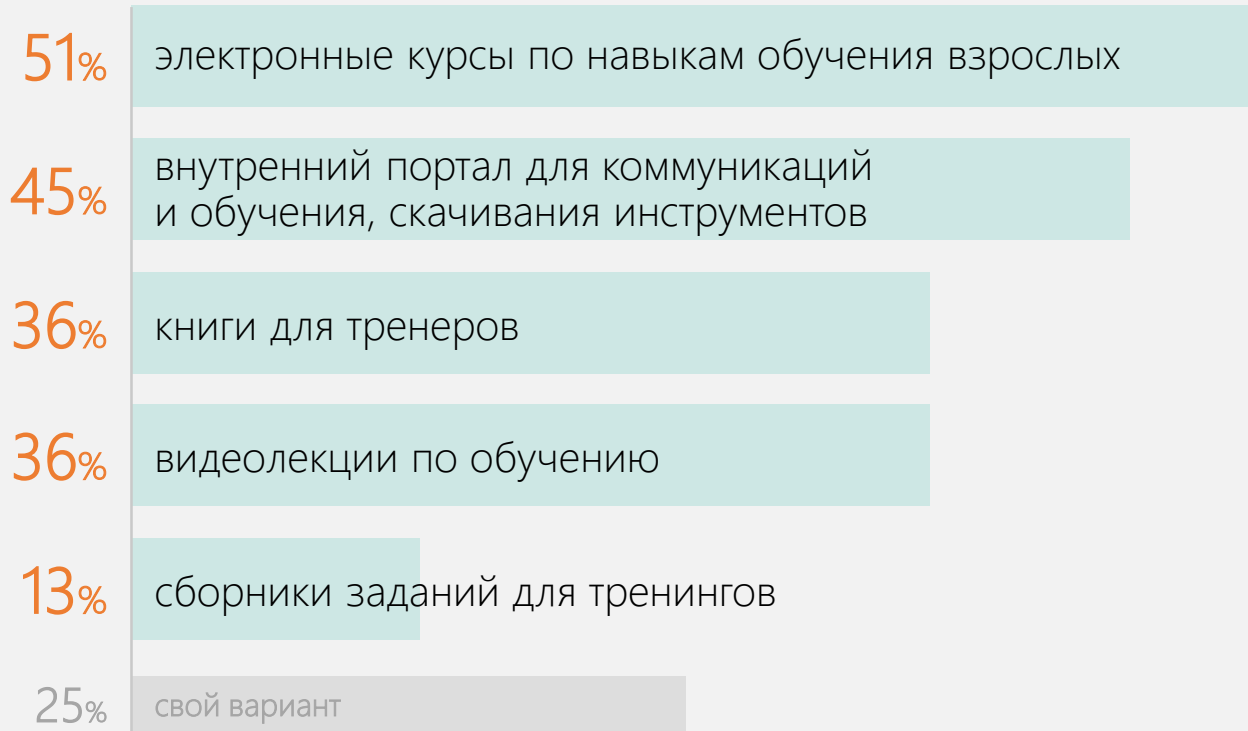 51% электронные курсы по навыкам обучения взрослых
45% внутренний портал для коммуникаций
и обучения, скачивания инструментов
36% книги для тренеров
36% видеолекции по обучению
13% сборники заданий для тренингов
25% свой вариант